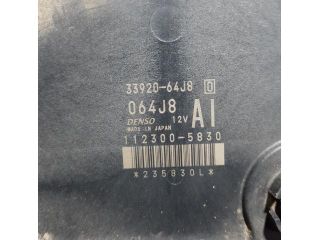 33920-64J8 0
064J8 AI
DENSO 12V
MADE IN JAPAN
112300-5830
*235830L*